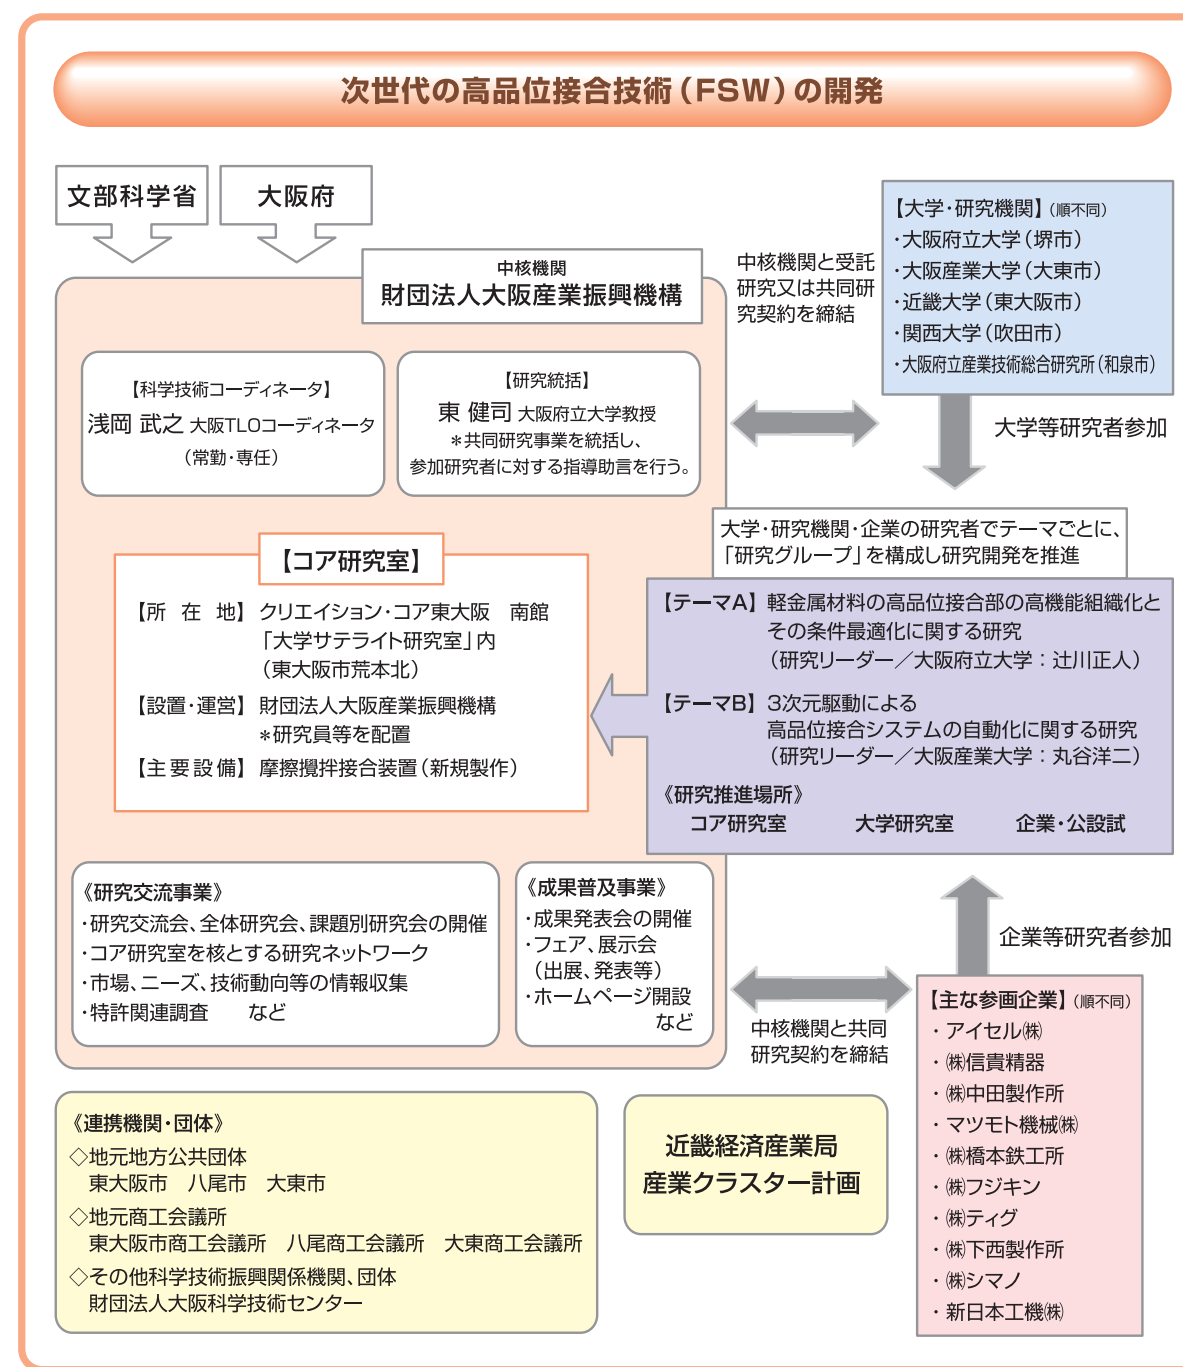 次世代の高品位接合技術（FSW）の開発
文部科学省
大阪府
中核機関
財団法人大阪産業振興機構
【科学技術コーディネータ】
浅岡 武之 大阪TLOコーディネータ
（常勤・専任）
【研究統括】
東 健司 大阪府立大学教授
＊共同研究事業を統括し、
参加研究者に対する指導助言を行う。
中核機関と受託
研究又は共同研
究契約を締結
【大学・研究機関】（順不同）
・大阪府立大学（堺市）
・大阪産業大学（大東市）
・近畿大学（東大阪市）
・関西大学（吹田市）
・大阪府立産業技術総合研究所（和泉市）
大学等研究者参加
大学・研究機関・企業の研究者でテーマごとに、
「研究グループ」を構成し研究開発を推進
【テーマA】軽金属材料の高品位接合部の高機能組織化と
その条件最適化に関する研究
（研究リーダー／大阪府立大学：辻川正人）
【テーマB】3次元駆動による
高品位接合システムの自動化に関する研究
（研究リーダー／大阪産業大学：丸谷洋二）
《研究推進場所》
コア研究室　大学研究室　企業・公設試
【コア研究室】
【所在地】クリエイション・コア東大阪　南館
「大学サテライト研究室」内
（東大阪市荒本北）
【設置・運営】財団法人大阪産業振興機構
＊研究員等を配置
【主要設備】摩擦攪拌接合装置（新規製作）
《研究交流事業》
・研究交流会、全体研究会、課題別研究会の開催
・コア研究室を核とする研究ネットワーク
・市場、ニーズ、技術動向等の情報収集
・特許関連調査　など
《成果普及事業》
・成果発表会の開催
・フェア、展示会
（出展、発表等）
・ホームページ開設
など
中核機関と共同
研究契約を締結
企業等研究者参加
【主な参画企業】（順不同）
・アイセル㈱
・㈱信貴精器
・㈱中田製作所
・マツモト機械㈱
・㈱橋本鉄工所
・㈱フジキン
・㈱ティグ
・㈱下西製作所
・㈱シマノ
・新日本工機㈱
《連携機関・団体》
◇地元地方公共団体
東大阪市　八尾市　大東市
◇地元商工会議所
東大阪市商工会議所　八尾商工会議所　大東商工会議所
◇その他科学技術振興関係機関、団体
財団法人大阪科学技術センター
近畿経済産業局
産業クラスター計画